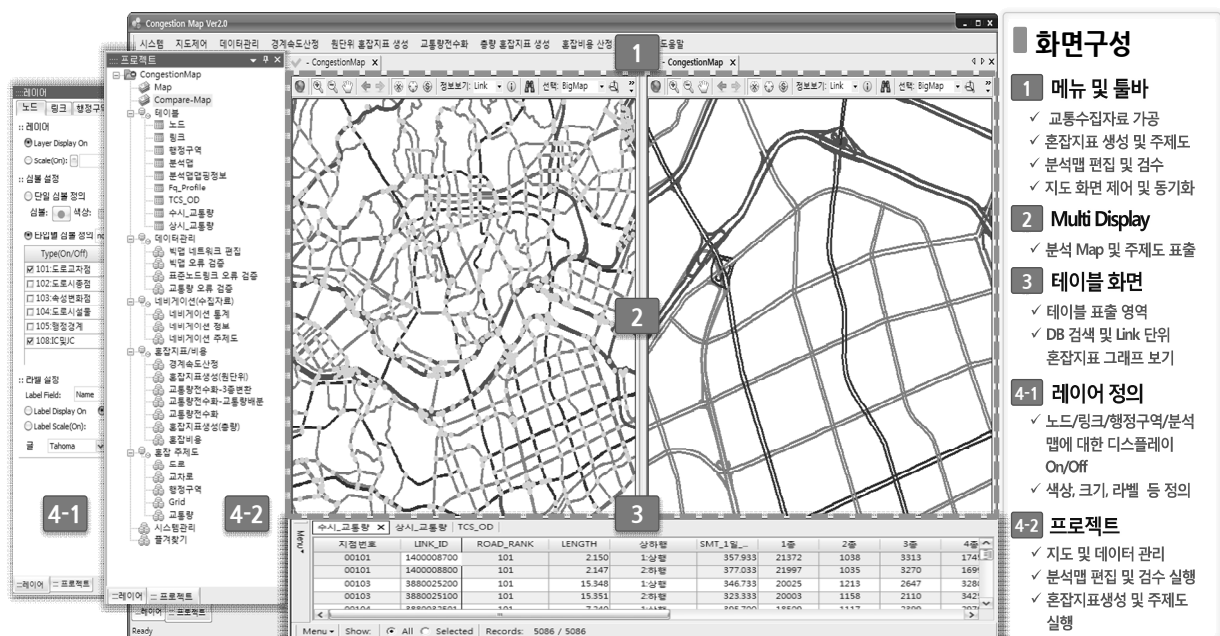 Congestion Map Ver2.0
시스템 지도제어 데이터관리 경계속도산정 원단위 혼잡지표 생성 교통량전수화 총량 혼잡지표 생성 혼잡비용 산정 도움말
1
- CongestionMap
- CongestionMap
정보보기: Link 선택: BigMap
정보보기: Link 선택: BigMap
2
레이어
노드 링크 행정구역
:: 레이어
Layer Display On
Scale(On):
:: 심볼 설정
단일 심볼 정의
심볼: 색상:
타입별 심볼 정의
Type(On/Off)
101:도로교차점
102:도로시종점
103:속성변화점
104:도로시설물
105:행정경계
108:IC및JC
:: 라벨 설정
Label Field: Name
Label Display On
Label Scale(On):
글 Tahoma
4-1
레이어 프로젝트
프로젝트
CongestionMap
Map
Compare-Map
테이블
노드
링크
행정구역
분석맵
분석맵맵핑정보
Fq_Profile
TCS_OD
수시_교통량
상시_교통량
데이터관리
빅맵 네트워크 편집
빅맵 오류 검증
표준노드링크 오류 검증
교통량 오류 검증
네비게이션(수집자료)
네비게이션 통계
네비게이션 정보
네비게이션 주제도
혼잡지표/비용
경계속도산정
혼잡지표생성(원단위)
교통량전수화-3종변환
교통량전수화-교통량배분
교통량전수화
혼잡지표생성(총량)
혼잡비용
혼잡 주제도
도로
교차로
행정구역
Grid
교통량
시스템관리
즐겨찾기
4-2
레이어 프로젝트
레이어 프로젝트
Ready
3
Menu
수시_교통량 상시_교통량 TCS_OD
지점번호 LINK_ID ROAD_RANK LENGTH 상하행 SMT_1일_... 1종 2종 3종 4종
00101 1400008700 101 2.150 1:상행 357.933 21372 1038 3313
00101 1400008800 101 2.147 2:하행 377.033 21997 1035 3270
00103 3880025200 101 15.348 1:상행 346.733 20025 1213 2647
00103 3880025100 101 15.351 2:하행 323.333 20003 1158 2110
Menu Show: All Selected Records: 5086 / 5086
화면구성
1 메뉴 및 툴바
✓ 교통수집자료 가공
✓ 혼잡지표 생성 및 주제도
✓ 분석맵 편집 및 검수
✓ 지도 화면 제어 및 동기화
2 Multi Display
✓ 분석 Map 및 주제도 표출
3 테이블 화면
✓ 테이블 표출 영역
✓ DB 검색 및 Link 단위
혼잡지표 그래프 보기
4-1 레이어 정의
✓ 노드/링크/행정구역/분석
맵에 대한 디스플레이
On/Off
✓ 색상, 크기, 라벨 등 정의
4-2 프로젝트
✓ 지도 및 데이터 관리
✓ 분석맵 편집 및 검수 실행
✓ 혼잡지표생성 및 주제도
실행